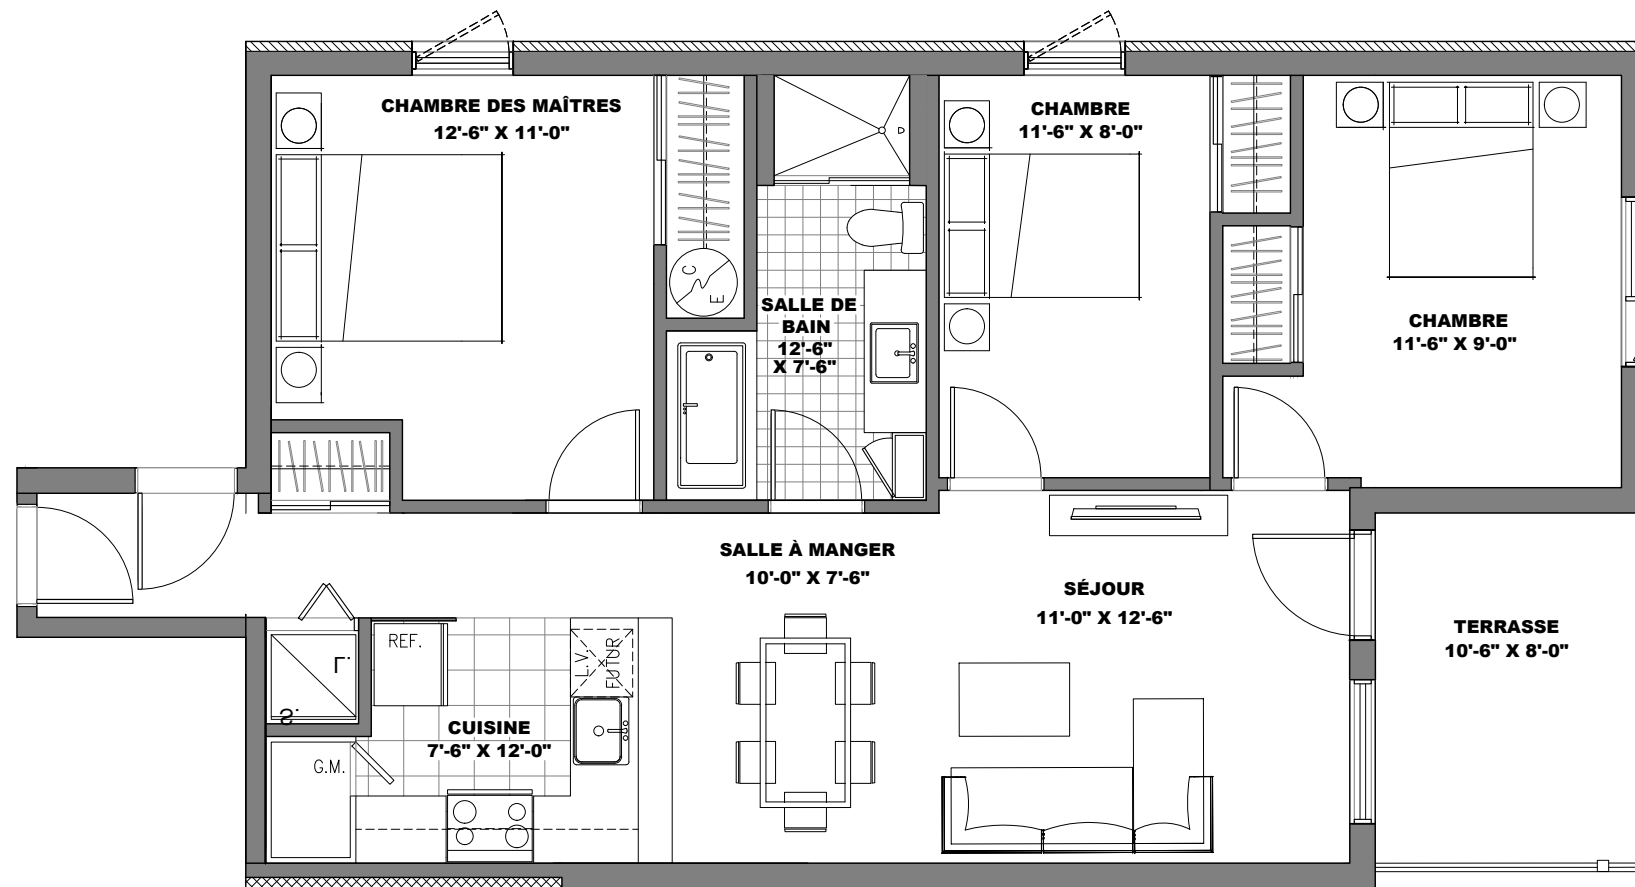 CHAMBRE DES MAÎTRES
12'-6" X 11'-0"
CHAMBRE
11'-6" X 8'-0"
E C
SALLE DE
BAIN
12'-6"
X 7'-6"
CHAMBRE
11'-6" X 9'-0"
SALLE À MANGER
10'-0" X 7'-6"
SÉJOUR
11'-0" X 12'-6"
TERRASSE
10'-6" X 8'-0"
REF.
L.V.
FUTUR
L.
S.
CUISINE
7'-6" X 12'-0"
G.M.